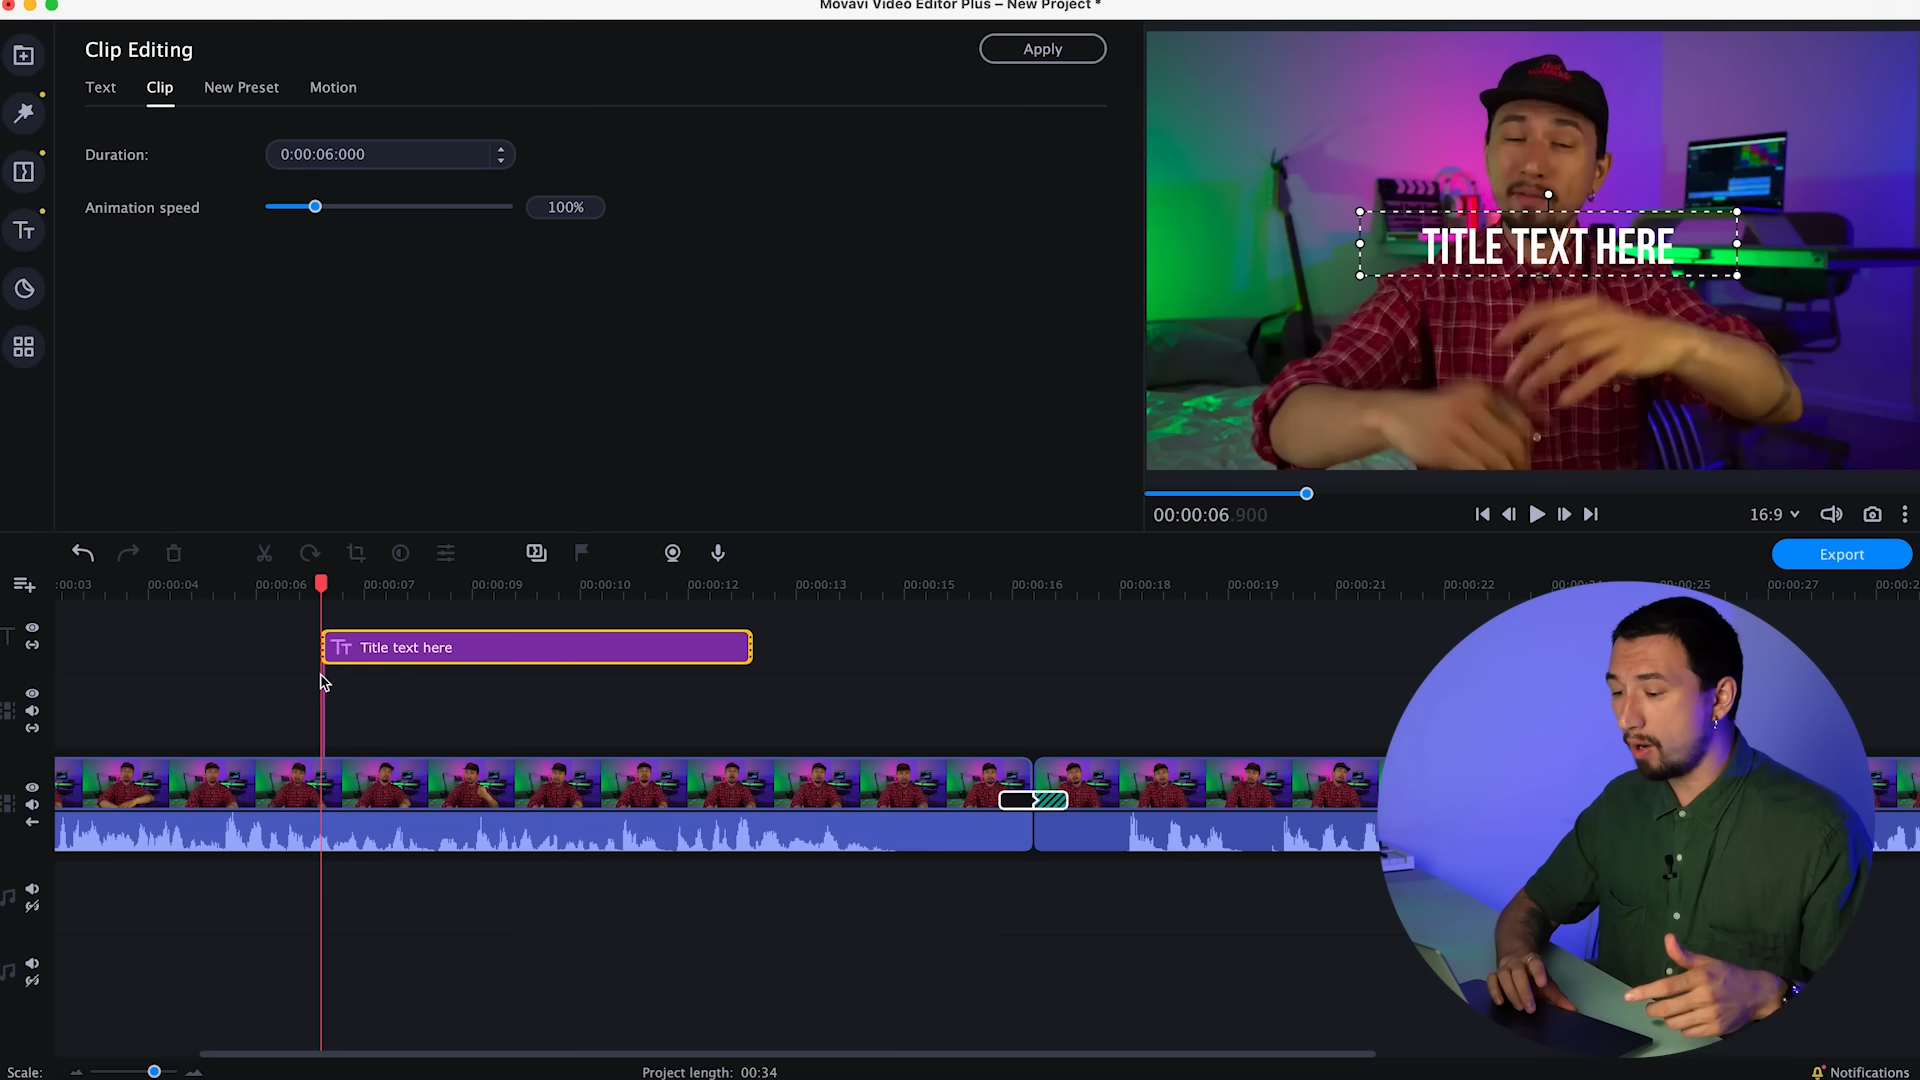 Movavi Video Editor Plus – New Project *
Clip Editing
Apply
Text Clip New Preset Motion
Duration: 0:00:06:000
Animation speed 100%
TITLE TEXT HERE
00:00:06.900
16:9
Export
:00:03 00:00:04 00:00:06 00:00:07 00:00:09 00:00:10 00:00:12 00:00:13 00:00:15 00:00:16 00:00:18 00:00:19 00:00:21 00:00:22 00:00:25 00:00:27 00:00:2
Tт Title text here
Scale:
Project length: 00:34
Notifications